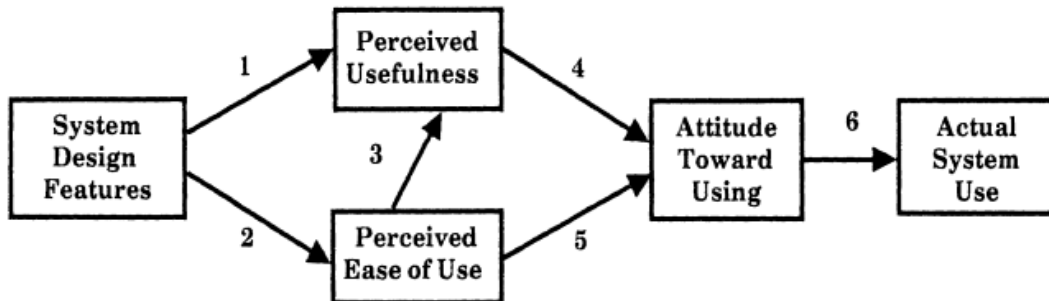 1
Perceived
Usefulness
4
System
Design
Features
3
Attitude
Toward
Using
6
Actual
System
Use
2
Perceived
Ease of Use
5